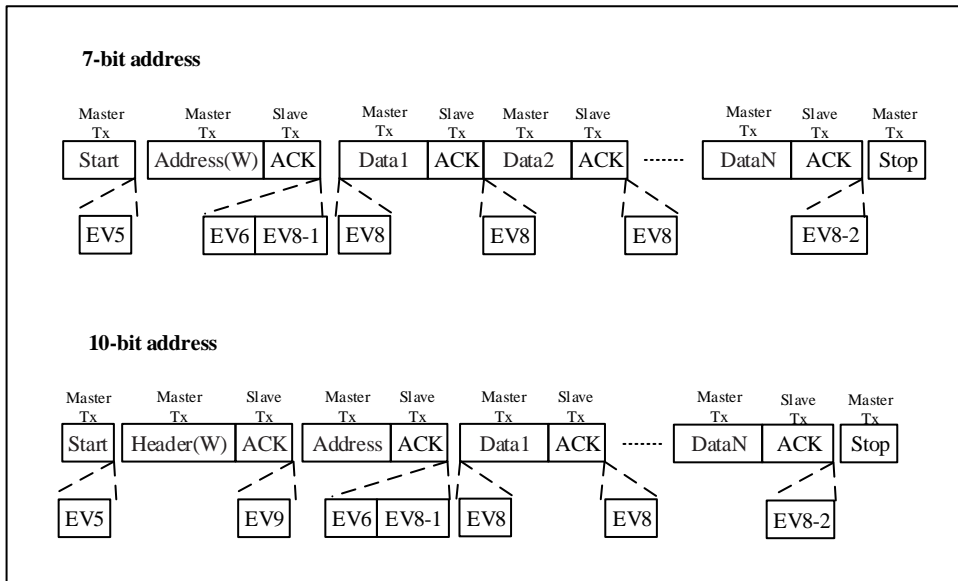 7-bit address
Master Tx Master Tx Slave Tx Master Tx Slave Tx Master Tx Slave Tx Master Tx Slave Tx Master Tx
Start Address(W) ACK Data1 ACK Data2 ACK ........ DataN ACK Stop
EV5 EV6 EV8-1 EV8 EV8 EV8 EV8-2
10-bit address
Master Tx Master Tx Slave Tx Master Tx Slave Tx Master Tx Slave Tx Master Tx Slave Tx Master Tx
Start Header(W) ACK Address ACK Data1 ACK ........ DataN ACK Stop
EV5 EV9 EV6 EV8-1 EV8 EV8 EV8-2